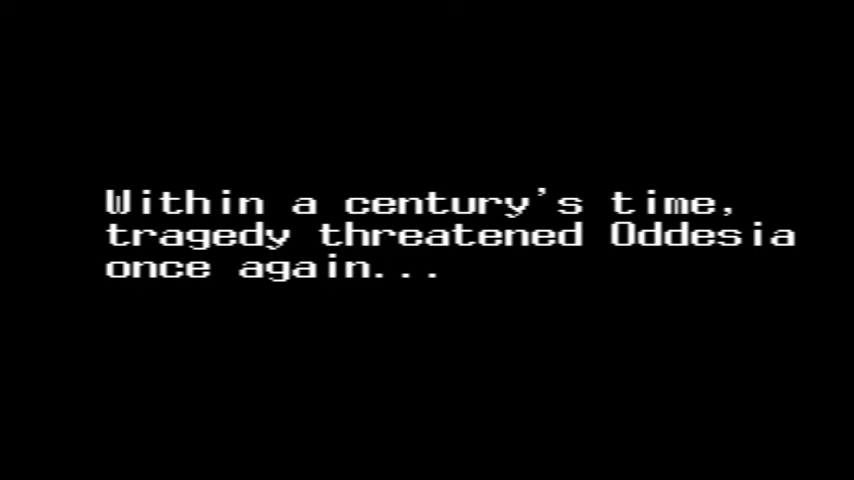 Within a century's time,
tragedy threatened Oddesia
once again...